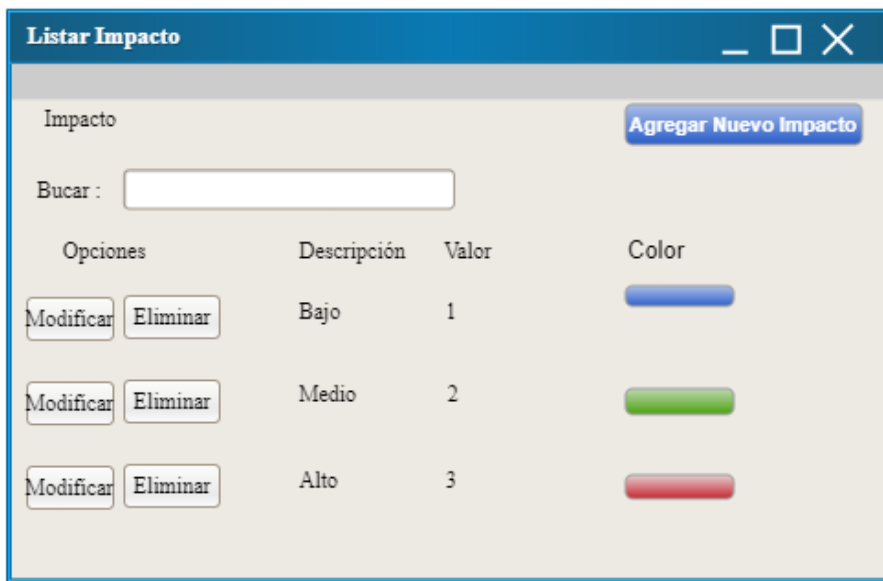 Listar Impacto
Impacto Agregar Nuevo Impacto
Bucar :
Opciones Descripción Valor Color
Modificar Eliminar Bajo 1
Modificar Eliminar Medio 2
Modificar Eliminar Alto 3